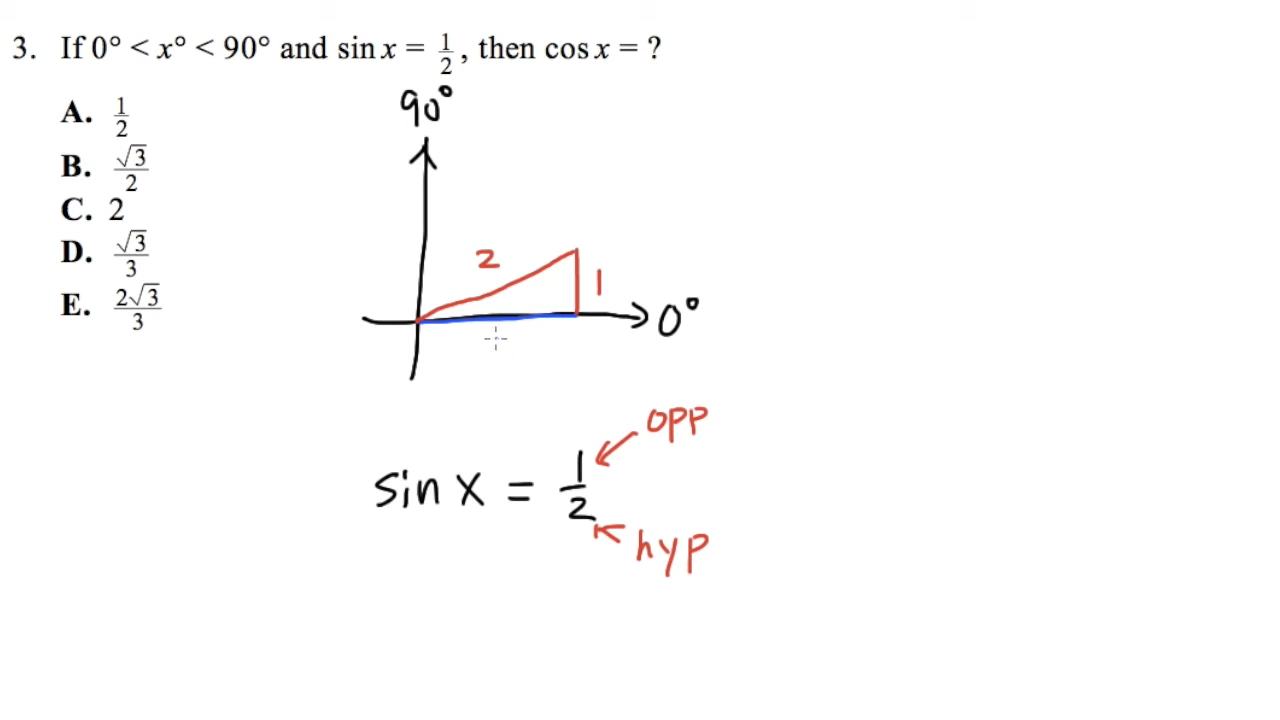 3. If 0° < x° < 90° and sin x = 1/2, then cos x = ?
A. 1/2
B. √3/2
C. 2
D. √3/3
E. 2√3/3
90°
2
1
0°
opp
sin x = 1/2
hyp